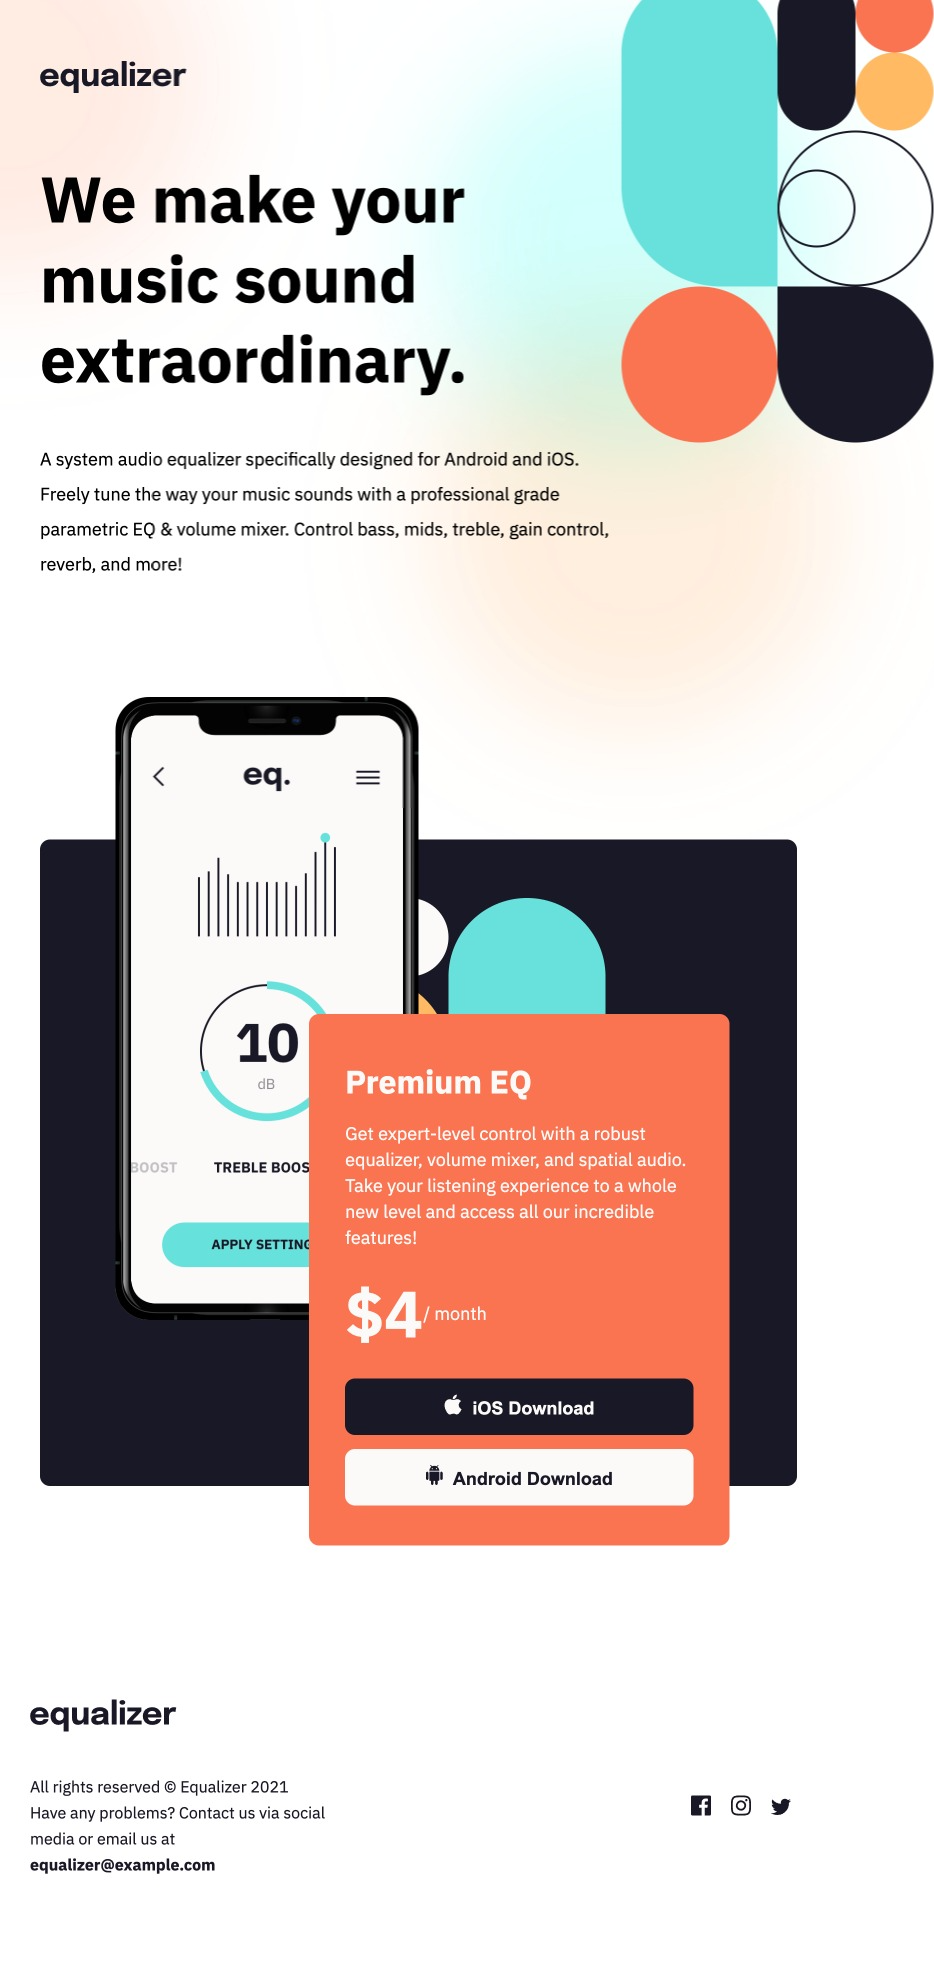 equalizer
We make your
music sound
extraordinary.
A system audio equalizer specifically designed for Android and iOS.
Freely tune the way your music sounds with a professional grade
parametric EQ & volume mixer. Control bass, mids, treble, gain control,
reverb, and more!
eq.
10
dB
BOOST
TREBLE BOOS
APPLY SETTING
Premium EQ
Get expert-level control with a robust
equalizer, volume mixer, and spatial audio.
Take your listening experience to a whole
new level and access all our incredible
features!
$4/ month
iOS Download
Android Download
equalizer
All rights reserved © Equalizer 2021
Have any problems? Contact us via social
media or email us at
equalizer@example.com